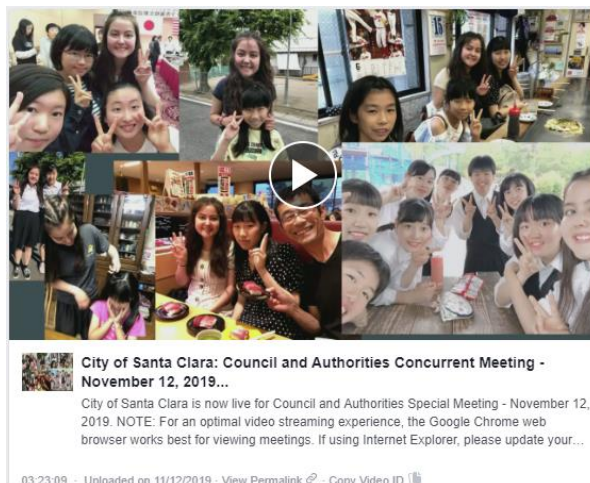 City of Santa Clara: Council and Authorities Concurrent Meeting -
November 12, 2019...
City of Santa Clara is now live for Council and Authorities Special Meeting - November 12,
2019. NOTE: For an optimal video streaming experience, the Google Chrome web
browser works best for viewing meetings. If using Internet Explorer, please update your...
03:23:09 · Uploaded on 11/12/2019 · View Permalink · Copy Video ID